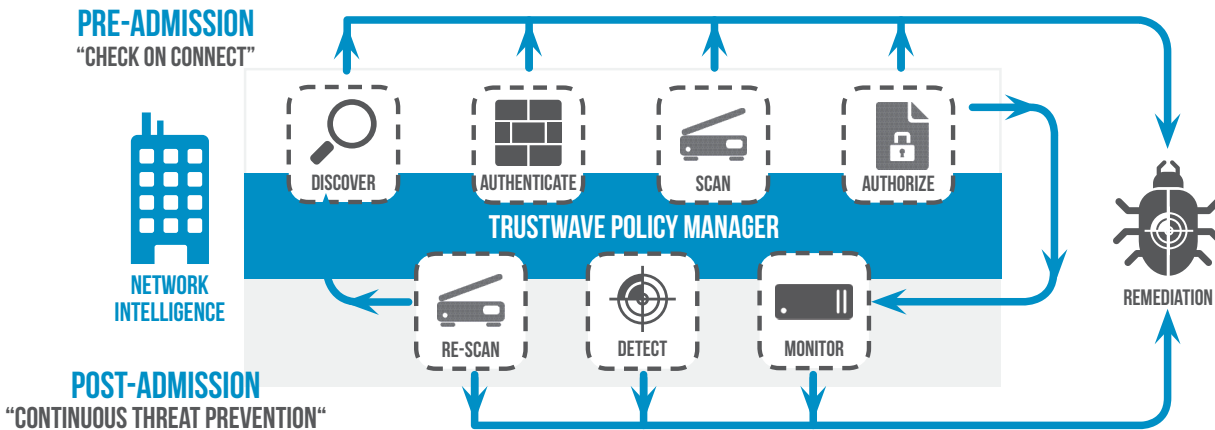 PRE-ADMISSION
“CHECK ON CONNECT”
DISCOVER
AUTHENTICATE
SCAN
AUTHORIZE
TRUSTWAVE POLICY MANAGER
NETWORK
INTELLIGENCE
REMEDIATION
RE-SCAN
DETECT
MONITOR
POST-ADMISSION
“CONTINUOUS THREAT PREVENTION“